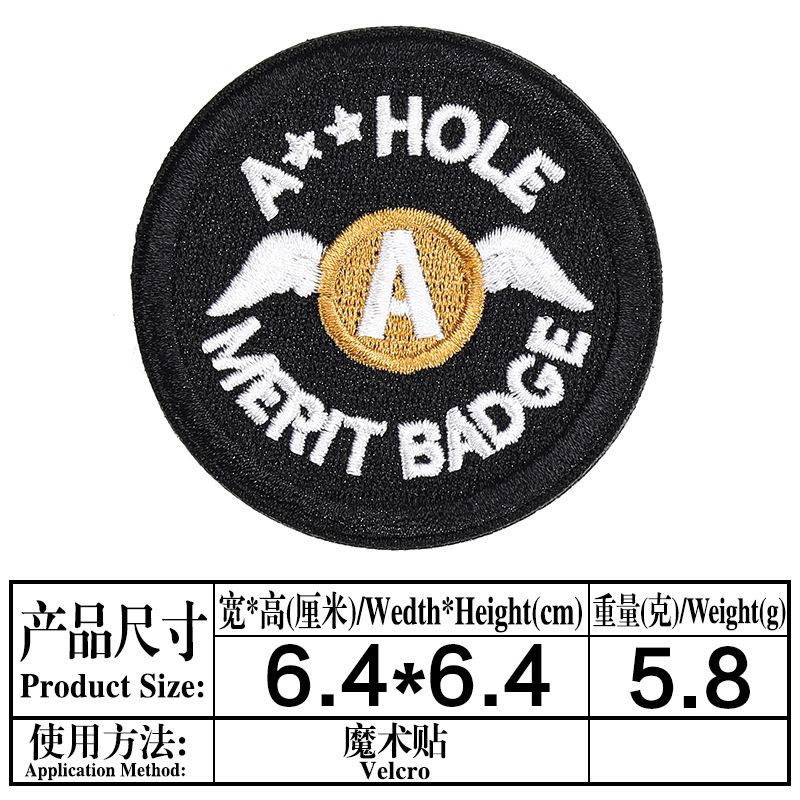 A**HOLE
A
MERIT BADGE
产品尺寸
Product Size:
宽*高(厘米)/Wedth*Height(cm)
重量(克)/Weight(g)
6.4*6.4
5.8
使用方法:
Application Method:
魔术贴
Velcro